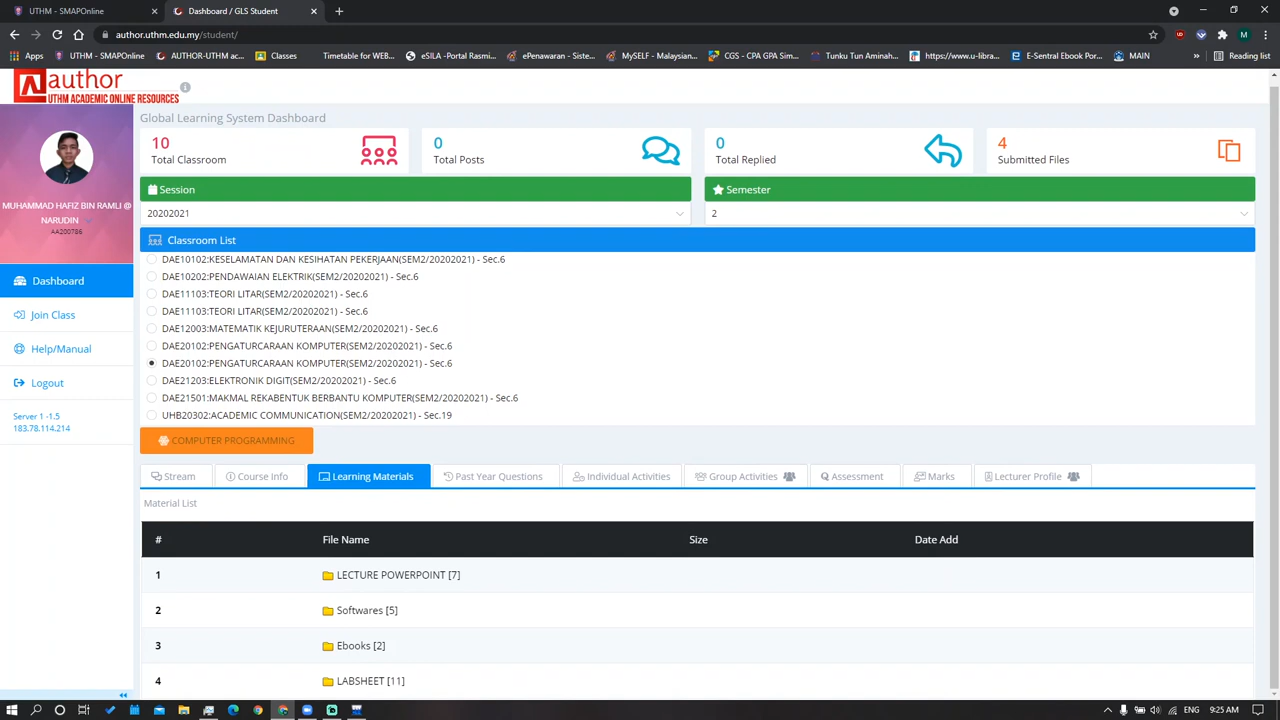 UTHM - SMAPOnline
Dashboard | GLS Student
author.uthm.edu.my/student/
M
Apps
Portal Rasmi UTHM
AUTHOR-UTHM ac...
Classes
Timetable for WEB...
eSILA -Portal Rasmi...
ePenawaran - Siste...
MySELF - Malaysian...
CGS - CPA GPA Sim...
Tunku Tun Aminah...
https://www.u-libra...
E-Sentral Ebook Por...
MAIN
Reading list
author
UTHM ACADEMIC ONLINE RESOURCES
MUHAMMAD HAFIZ BIN RAMLI @
NARUDIN
AA200786
Dashboard
Join Class
Help/Manual
Logout
Server 1 -1.5
183.78.114.214
Global Learning System Dashboard
10
Total Classroom
0
Total Posts
0
Total Replied
4
Submitted Files
Session
Semester
20202021
2
Classroom List
DAE10102:KESELAMATAN DAN KESIHATAN PEKERJAAN(SEM2/20202021) - Sec.6
DAE10202:PENDAWAIAN ELEKTRIK(SEM2/20202021) - Sec.6
DAE11103:TEORI LITAR(SEM2/20202021) - Sec.6
DAE11103:TEORI LITAR(SEM2/20202021) - Sec.6
DAE12003:MATEMATIK KEJURUTERAAN(SEM2/20202021) - Sec.6
DAE20102:PENGATURCARAAN KOMPUTER(SEM2/20202021) - Sec.6
DAE20102:PENGATURCARAAN KOMPUTER(SEM2/20202021) - Sec.6
DAE21203:ELEKTRONIK DIGIT(SEM2/20202021) - Sec.6
DAE21501:MAKMAL REKABENTUK BERBANTU KOMPUTER(SEM2/20202021) - Sec.6
UHB20302:ACADEMIC COMMUNICATION(SEM2/20202021) - Sec.19
COMPUTER PROGRAMMING
Stream
Course Info
Learning Materials
Past Year Questions
Individual Activities
Group Activities
Assessment
Marks
Lecturer Profile
Material List
# File Name Size Date Add
1 LECTURE POWERPOINT [7]
2 Softwares [5]
3 Ebooks [2]
4 LABSHEET [11]
ENG 9:25 AM